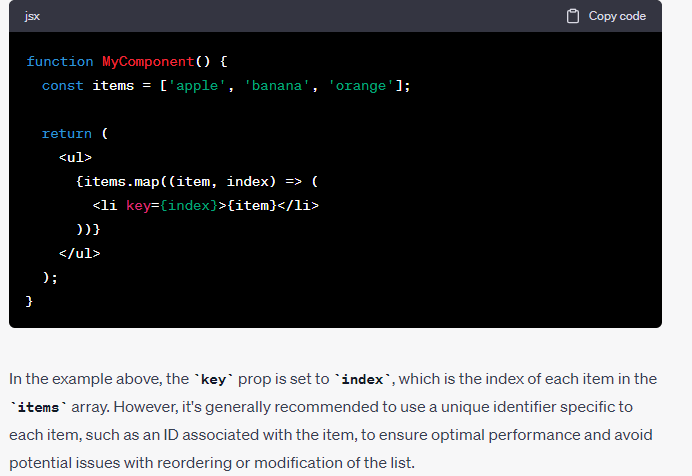 jsx Copy code
function MyComponent() {
  const items = ['apple', 'banana', 'orange'];

  return (
    <ul>
      {items.map((item, index) => (
        <li key={index}>{item}</li>
      ))}
    </ul>
  );
}
In the example above, the `key` prop is set to `index`, which is the index of each item in the
`items` array. However, it's generally recommended to use a unique identifier specific to
each item, such as an ID associated with the item, to ensure optimal performance and avoid
potential issues with reordering or modification of the list.